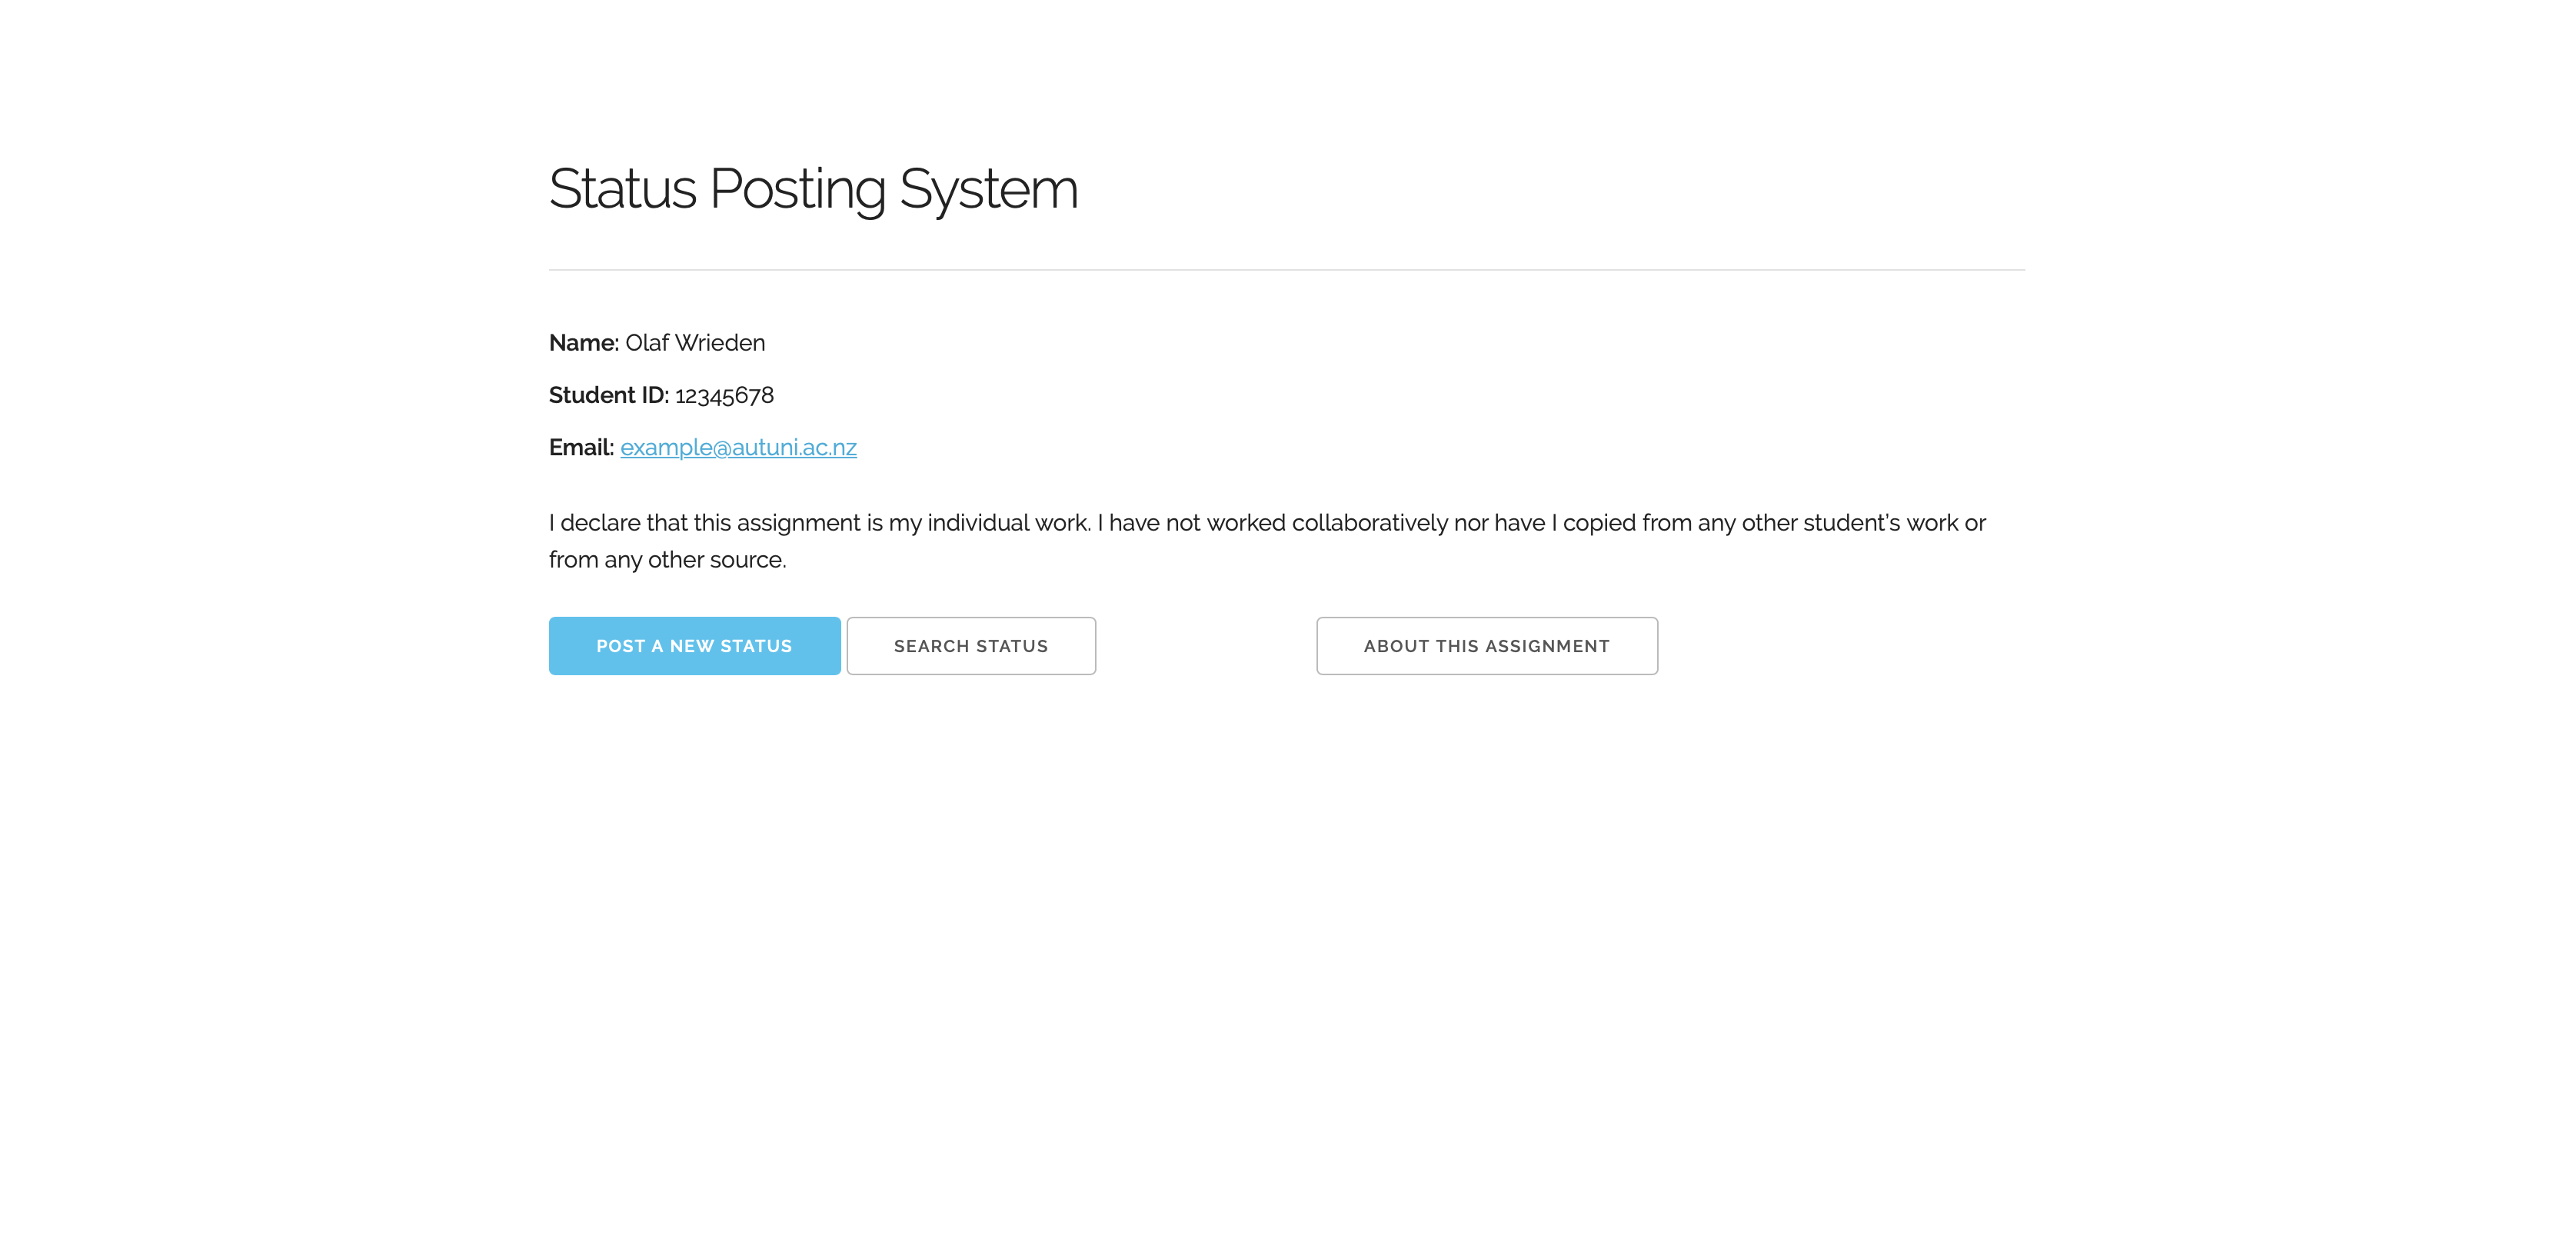 Status Posting System
Name: Olaf Wrieden
Student ID: 12345678
Email: example@autuni.ac.nz
I declare that this assignment is my individual work. I have not worked collaboratively nor have I copied from any other student's work or
from any other source.
POST A NEW STATUS SEARCH STATUS ABOUT THIS ASSIGNMENT